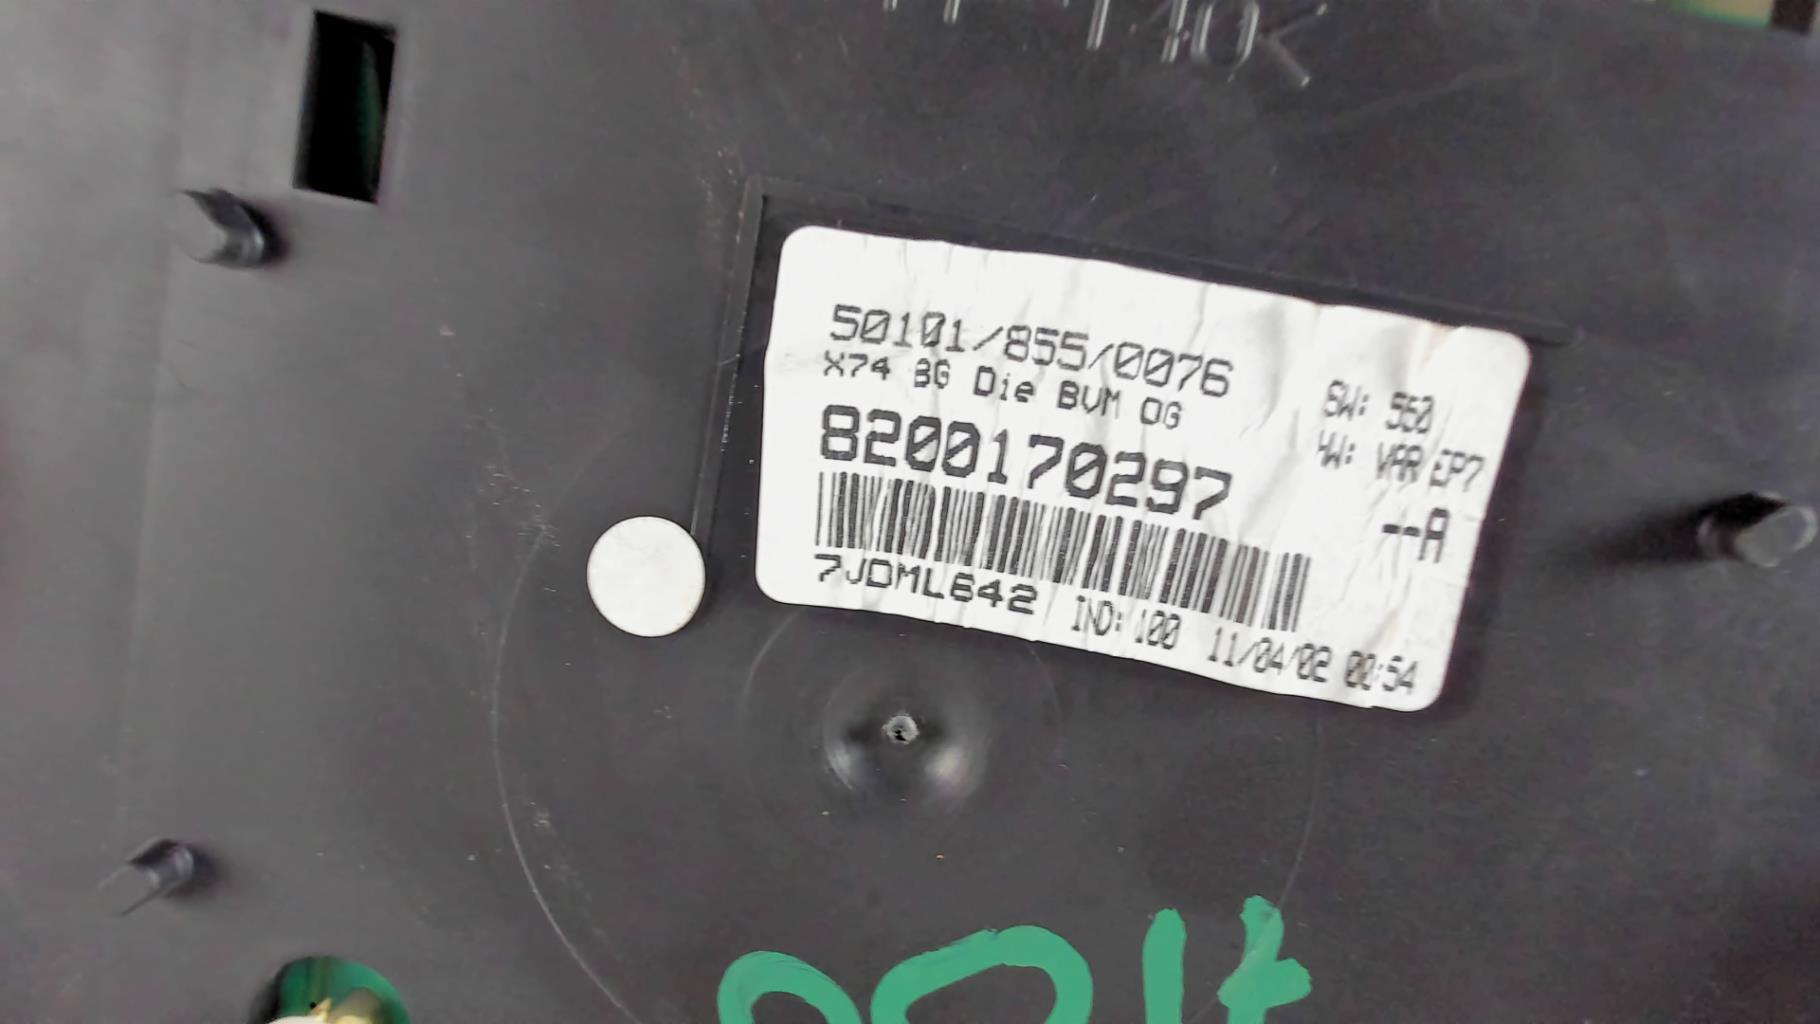 50101/855/0076
X74 BG Die BVM OG
8200170297
SW: 550
HW: VAR EP7
--A
7JDML642 IND: 100 11/04/02 00:54